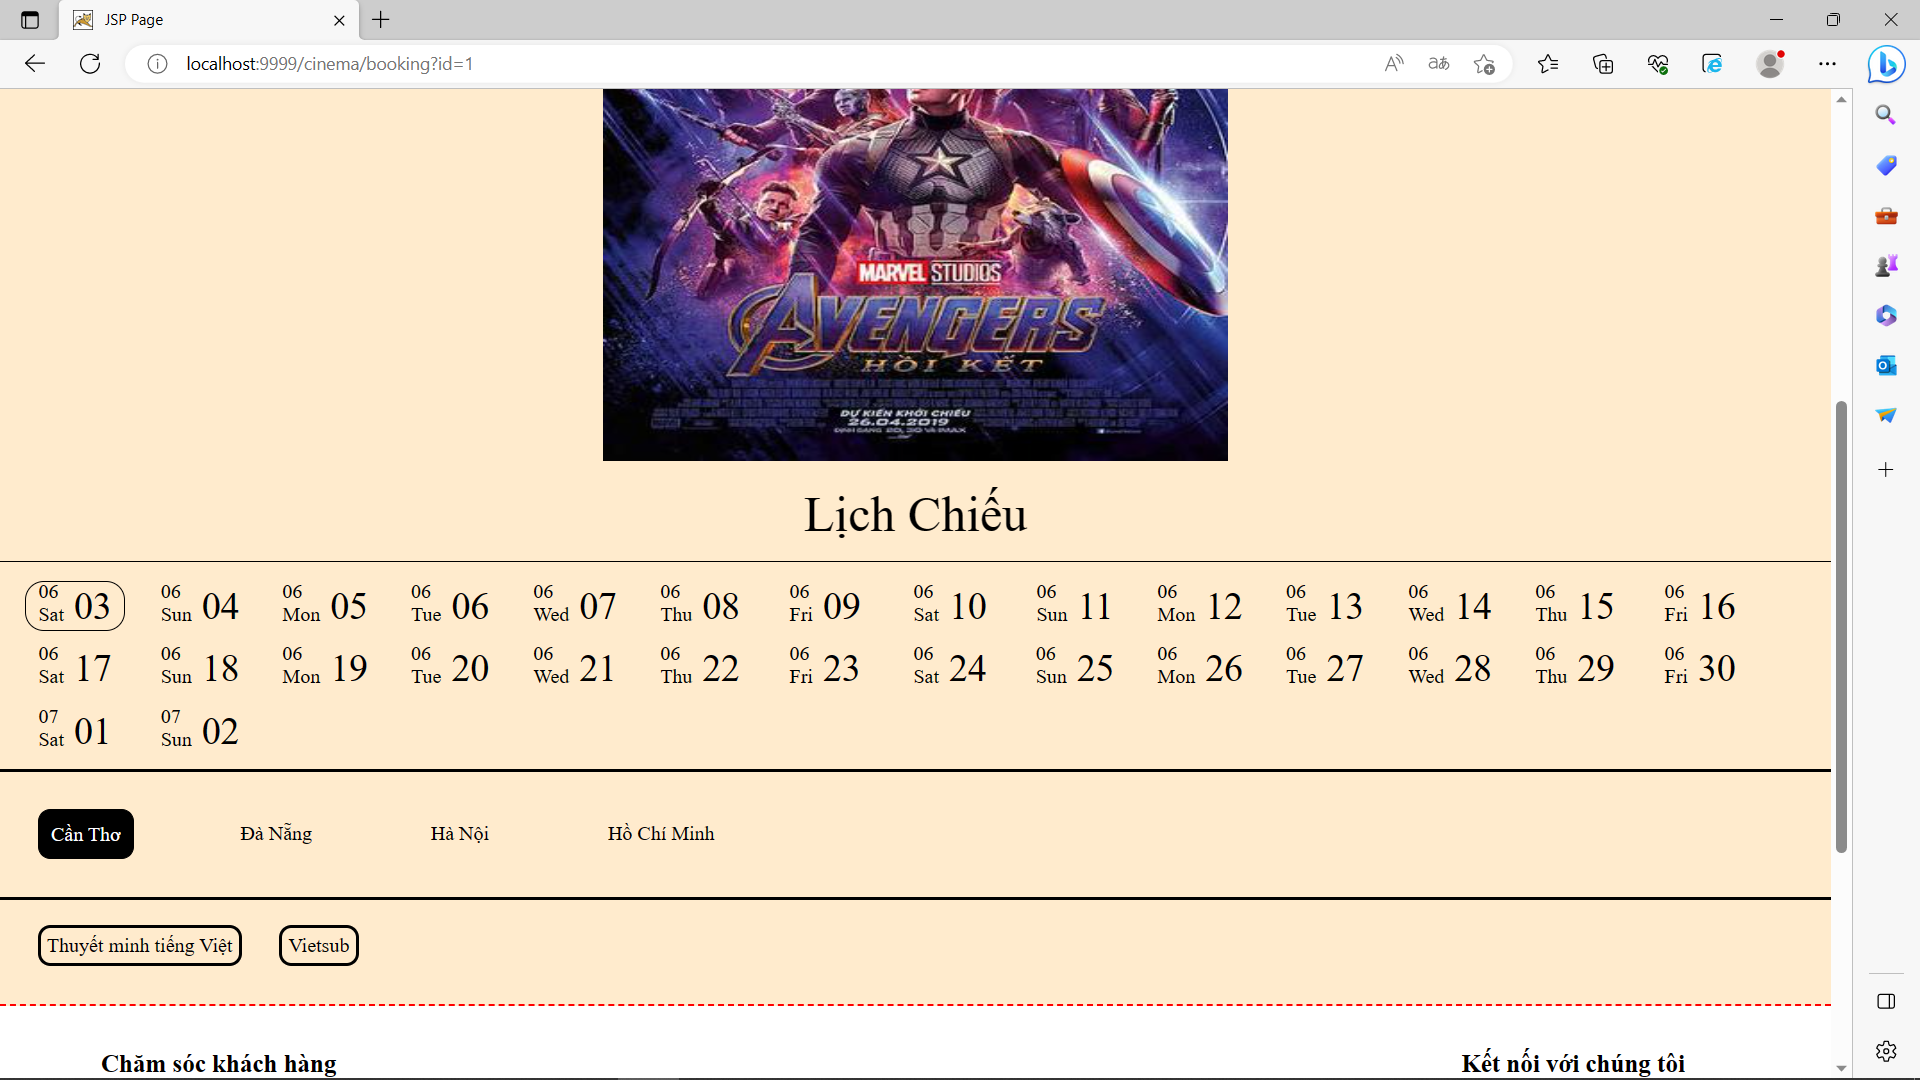 JSP Page
localhost:9999/cinema/booking?id=1
MARVEL STUDIOS
AVENGERS
HỒI KẾT
DỰ KIẾN KHỞI CHIẾU
26.04.2019
Lịch Chiếu
06 Sat 03 06 Sun 04 06 Mon 05 06 Tue 06 06 Wed 07 06 Thu 08 06 Fri 09 06 Sat 10 06 Sun 11 06 Mon 12 06 Tue 13 06 Wed 14 06 Thu 15 06 Fri 16
06 Sat 17 06 Sun 18 06 Mon 19 06 Tue 20 06 Wed 21 06 Thu 22 06 Fri 23 06 Sat 24 06 Sun 25 06 Mon 26 06 Tue 27 06 Wed 28 06 Thu 29 06 Fri 30
07 Sat 01 07 Sun 02
Cần Thơ Đà Nẵng Hà Nội Hồ Chí Minh
Thuyết minh tiếng Việt Vietsub
Chăm sóc khách hàng Kết nối với chúng tôi